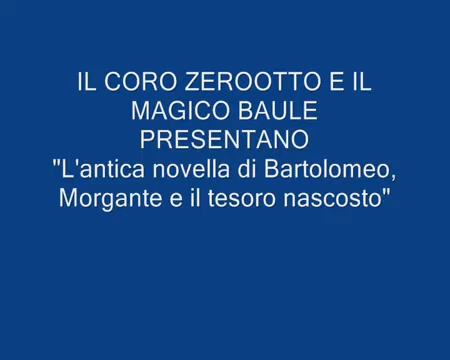 IL CORO ZEROOTTO E IL
MAGICO BAULE
PRESENTANO
"L'antica novella di Bartolomeo,
Morgante e il tesoro nascosto"